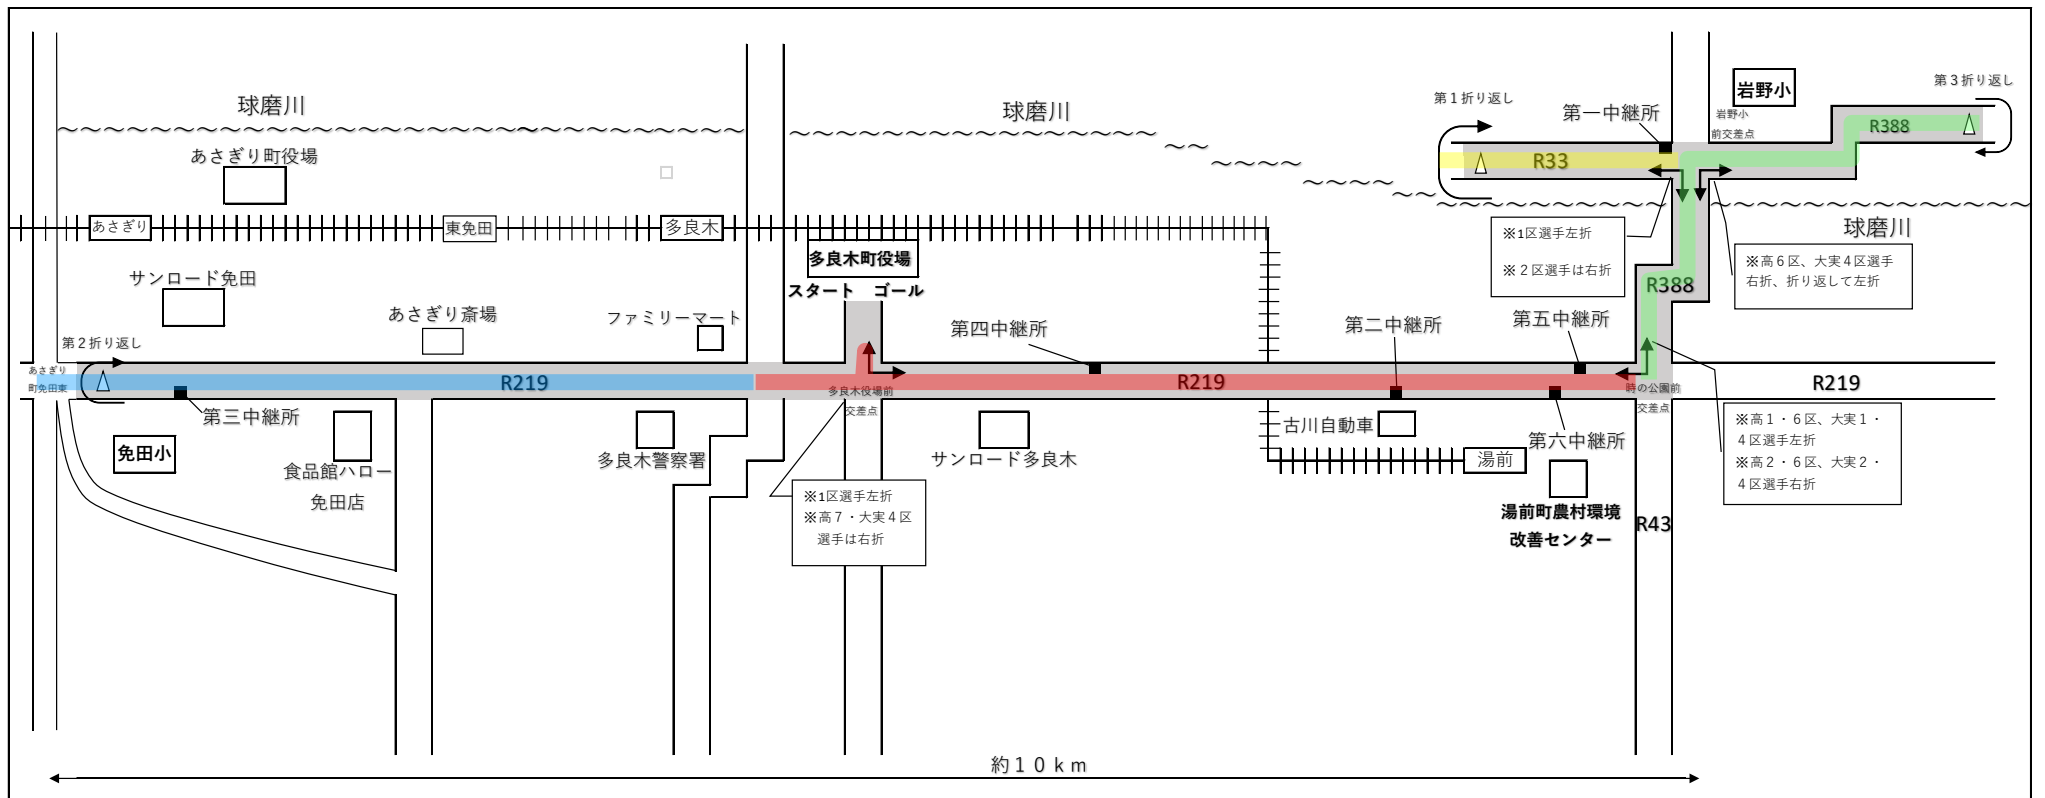 球磨川
球磨川
第1折り返し
第一中継所
岩野小
第３折り返し
岩野小
前交差点
R388
R33
あさぎり町役場
あさぎり
東免田
多良木
多良木町役場
スタート　ゴール
※1区選手左折
※２区選手は右折
球磨川
※高６区、大実４区選手
右折、折り返して左折
サンロード免田
R388
あさぎり斎場
ファミリーマート
第四中継所
第二中継所
第五中継所
第２折り返し
あさぎり
町免田東
R219
多良木役場前
交差点
R219
時の公園前
交差点
R219
第三中継所
免田小
食品館ハロー
免田店
多良木警察署
サンロード多良木
古川自動車
湯前
第六中継所
※高１・６区、大実１・
４区選手左折
※高２・６区、大実２・
４区選手右折
※1区選手左折
※高７・大実４区
選手は右折
湯前町農村環境
改善センター
R43
約１０ｋｍ